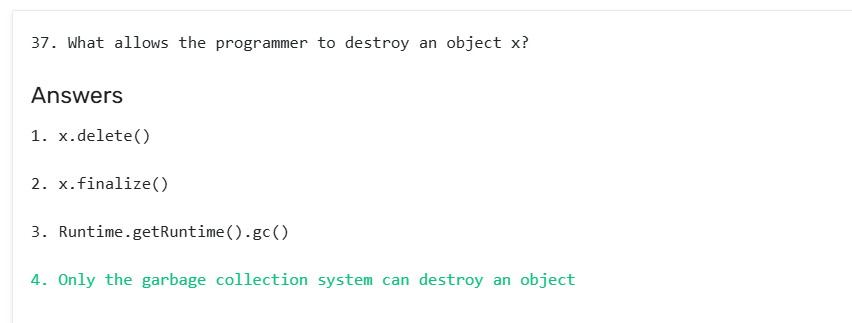 37. What allows the programmer to destroy an object x?
Answers
1. x.delete()
2. x.finalize()
3. Runtime.getRuntime().gc()
4. Only the garbage collection system can destroy an object